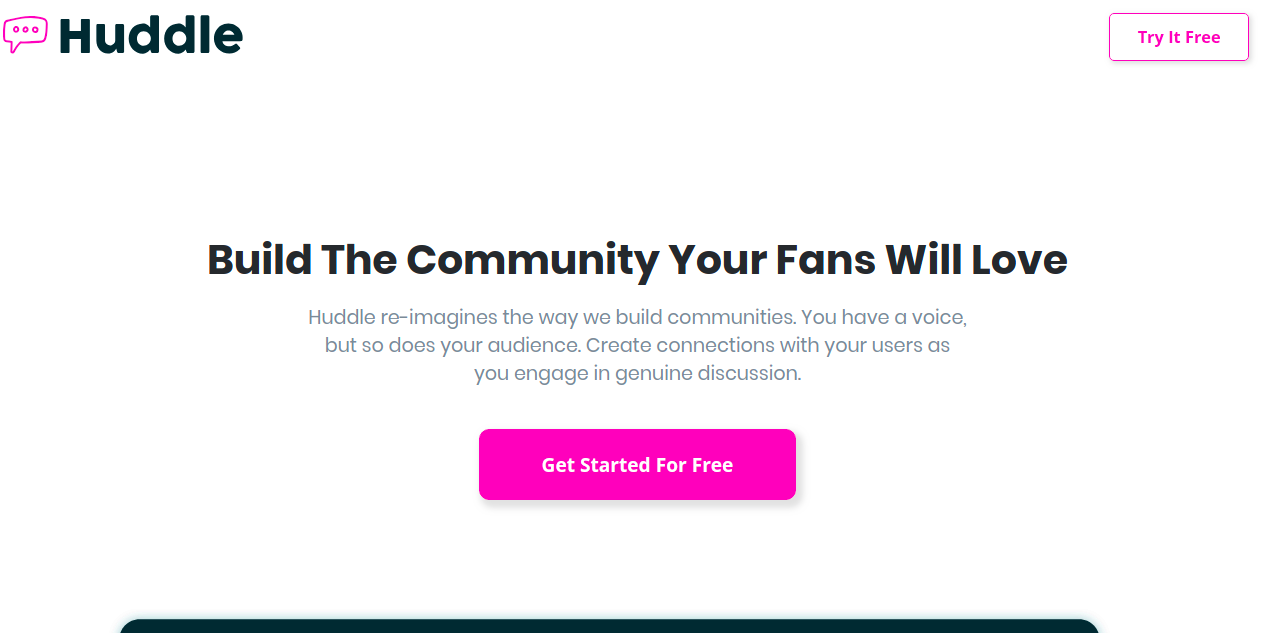 Huddle
Try It Free
Build The Community Your Fans Will Love
Huddle re-imagines the way we build communities. You have a voice,
but so does your audience. Create connections with your users as
you engage in genuine discussion.
Get Started For Free